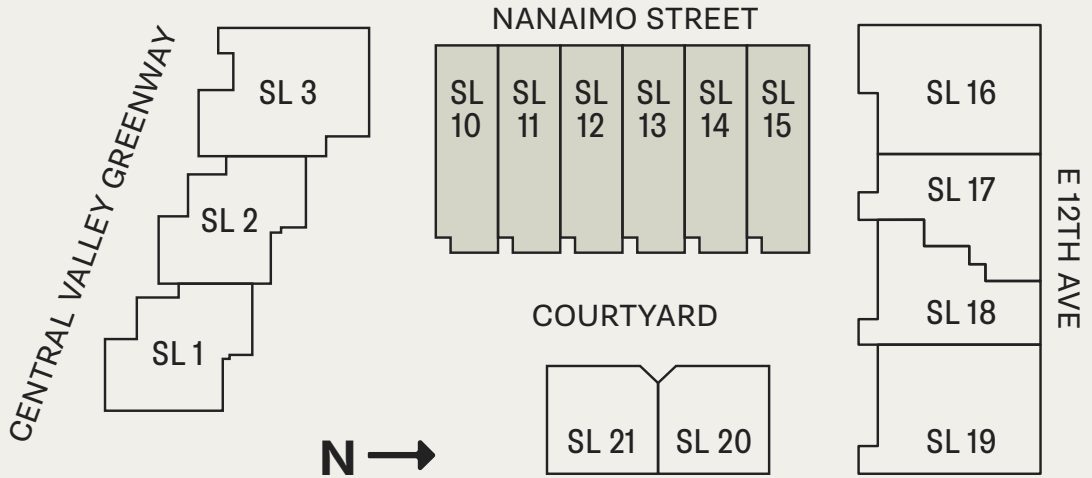 NANAIMO STREET
CENTRAL VALLEY GREENWAY
SL 3
SL 2
SL 1
SL
10
SL
11
SL
12
SL
13
SL
14
SL
15
SL 16
SL 17
SL 18
SL 19
E 12TH AVE
COURTYARD
SL 21
SL 20
N